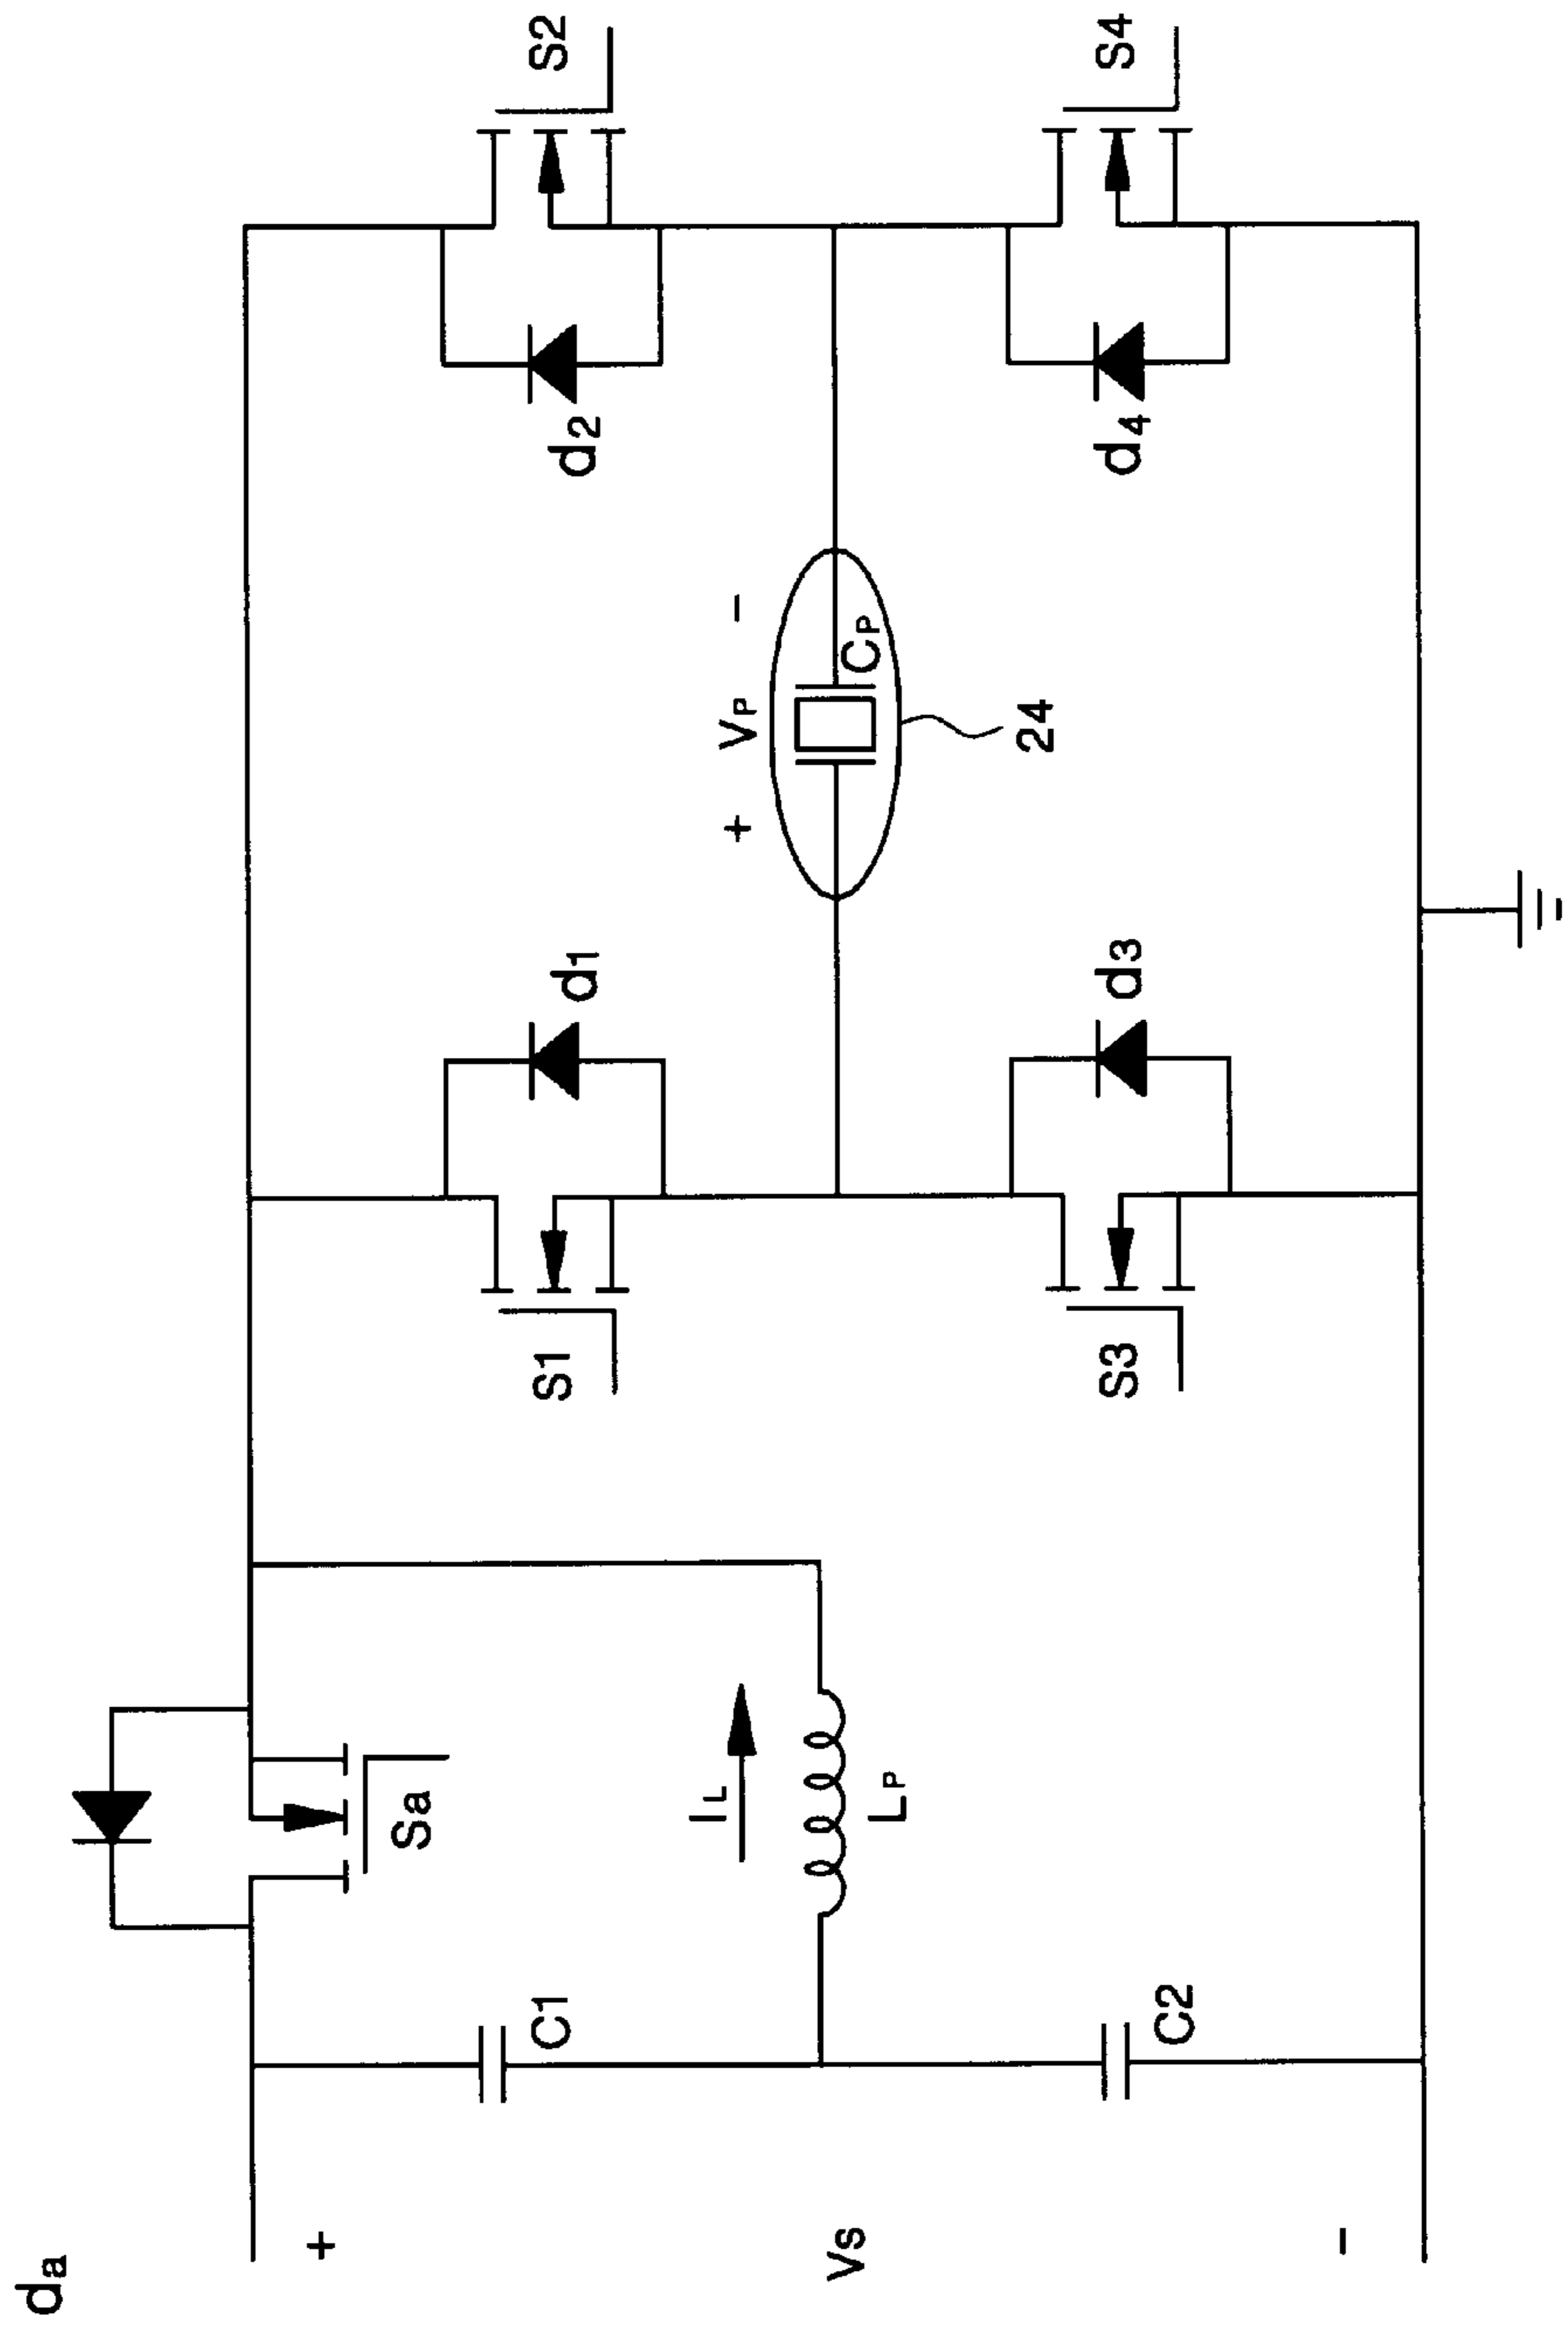 da
+
Vs
-
C1
C2
Sa
IL
LP
S1
S3
d1
d3
+
VP
-
CP
24
d2
d4
S2
S4